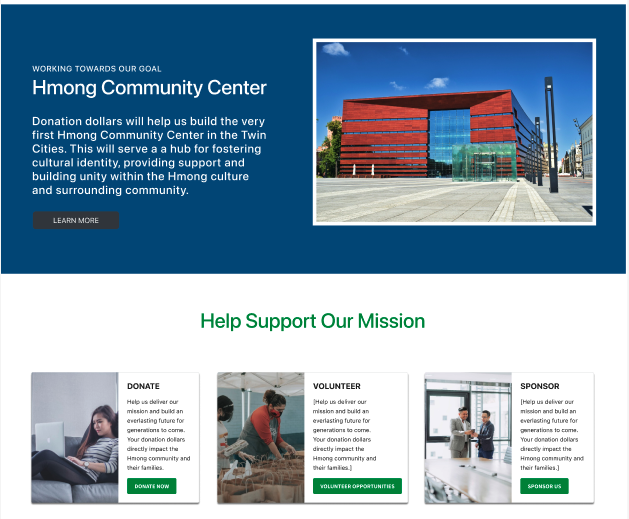 WORKING TOWARDS OUR GOAL
Hmong Community Center
Donation dollars will help us build the very
first Hmong Community Center in the Twin
Cities. This will serve a a hub for fostering
cultural identity, providing support and
building unity within the Hmong culture
and surrounding community.
LEARN MORE
Help Support Our Mission
DONATE
Help us deliver our
mission and build an
everlasting future for
generations to come.
Your donation dollars
directly impact the
Hmong community and
their families.
DONATE NOW
VOLUNTEER
[Help us deliver our
mission and build an
everlasting future for
generations to come.
Your donation dollars
directly impact the
Hmong community and
their families.]
VOLUNTEER OPPORTUNITIES
SPONSOR
[Help us deliver our
mission and build an
everlasting future for
generations to come.
Your donation dollars
directly impact the
Hmong community and
their families.]
SPONSOR US